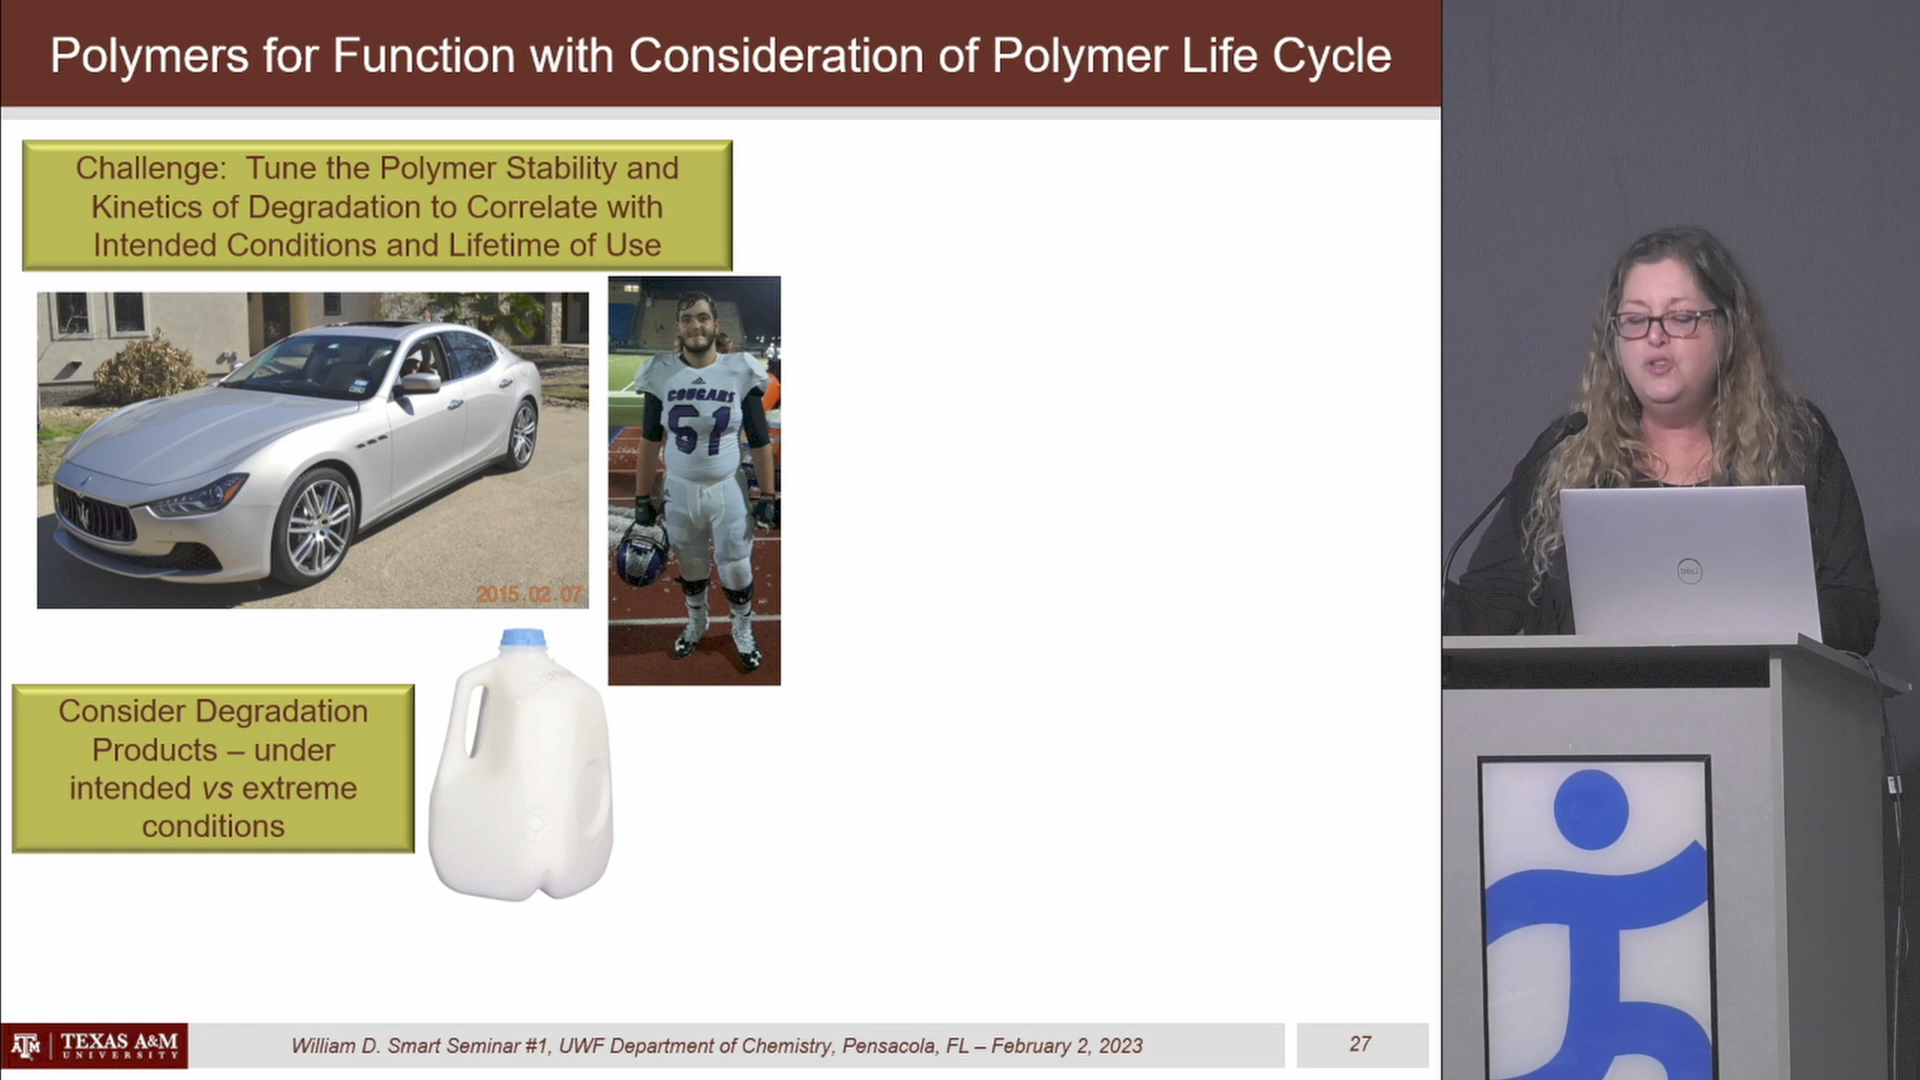 Polymers for Function with Consideration of Polymer Life Cycle
Challenge: Tune the Polymer Stability and
Kinetics of Degradation to Correlate with
Intended Conditions and Lifetime of Use
COUGARS
61
2015.02.07
Consider Degradation
Products – under
intended vs extreme
conditions
DELL
ATM
TEXAS A&M
UNIVERSITY
William D. Smart Seminar #1, UWF Department of Chemistry, Pensacola, FL – February 2, 2023
27